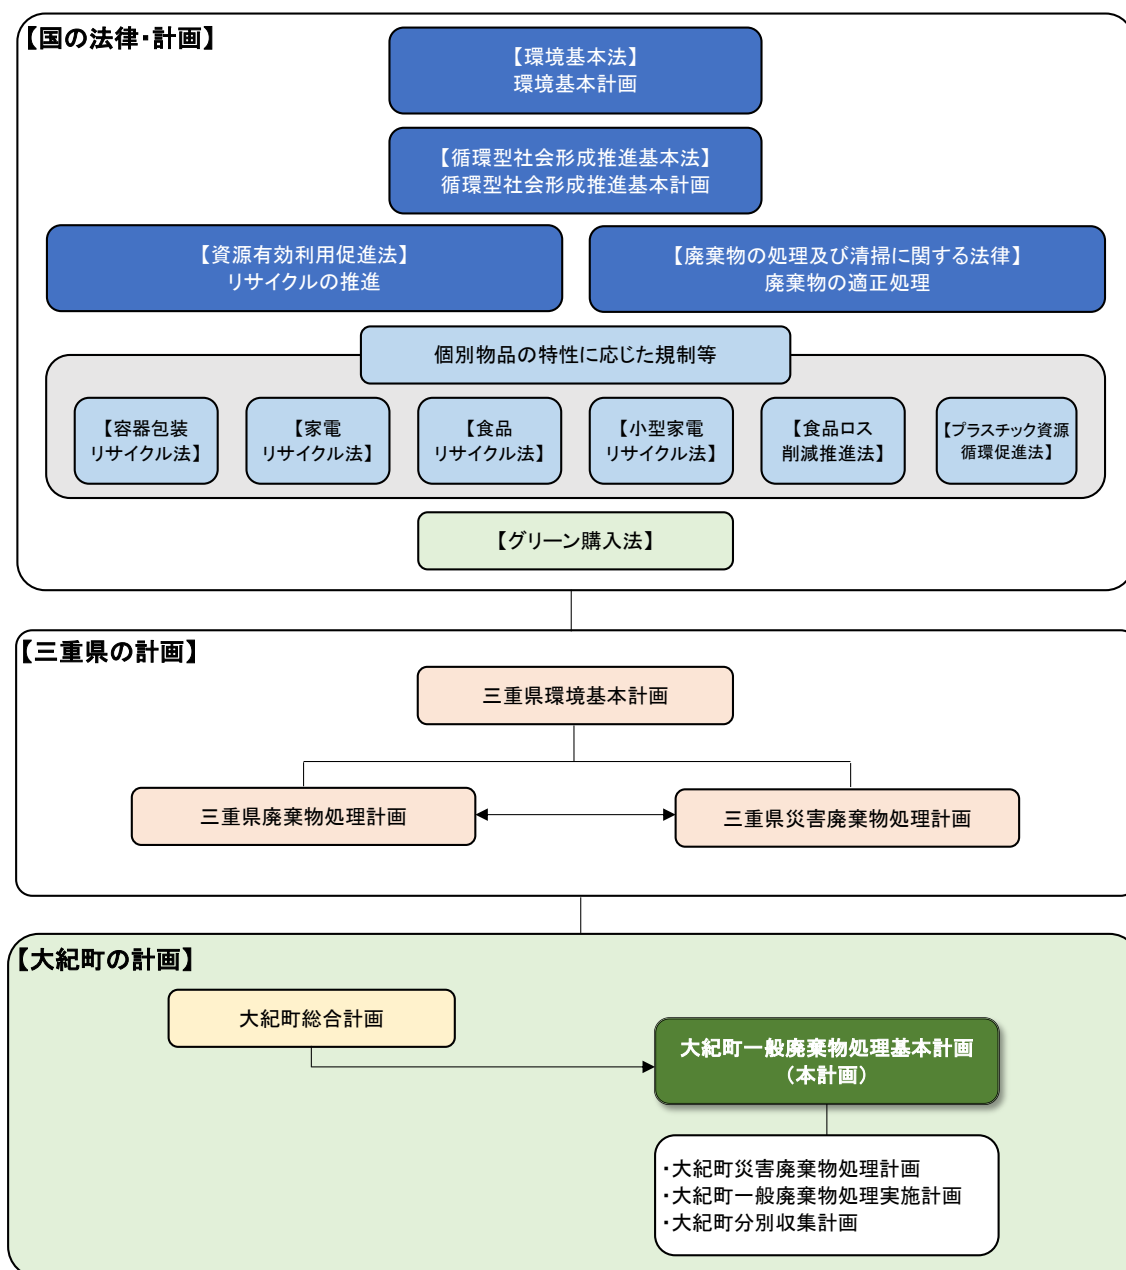 【国の法律・計画】
【環境基本法】
環境基本計画
【循環型社会形成推進基本法】
循環型社会形成推進基本計画
【資源有効利用促進法】
リサイクルの推進
【廃棄物の処理及び清掃に関する法律】
廃棄物の適正処理
個別物品の特性に応じた規制等
【容器包装
リサイクル法】
【家電
リサイクル法】
【食品
リサイクル法】
【小型家電
リサイクル法】
【食品ロス
削減推進法】
【プラスチック資源
循環促進法】
【グリーン購入法】
【三重県の計画】
三重県環境基本計画
三重県廃棄物処理計画
三重県災害廃棄物処理計画
【大紀町の計画】
大紀町総合計画
大紀町一般廃棄物処理基本計画
（本計画）
・大紀町災害廃棄物処理計画
・大紀町一般廃棄物処理実施計画
・大紀町分別収集計画